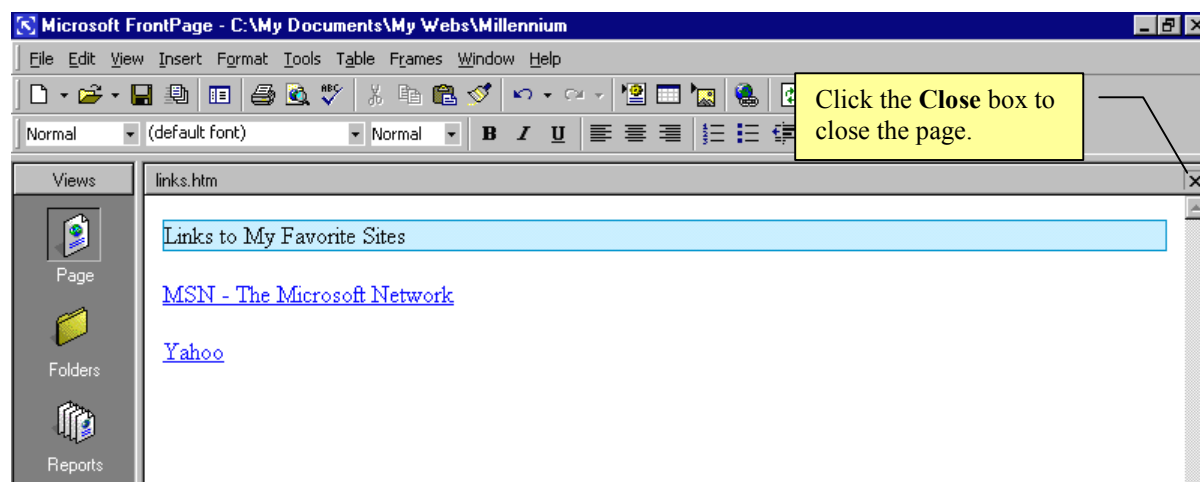 Microsoft FrontPage - C:\My Documents\My Webs\Millennium
File Edit View Insert Format Tools Table Frames Window Help
ABC
Click the Close box to
close the page.
Normal (default font) Normal B I U
Views links.htm
Links to My Favorite Sites
Page
MSN - The Microsoft Network
Yahoo
Folders
Reports